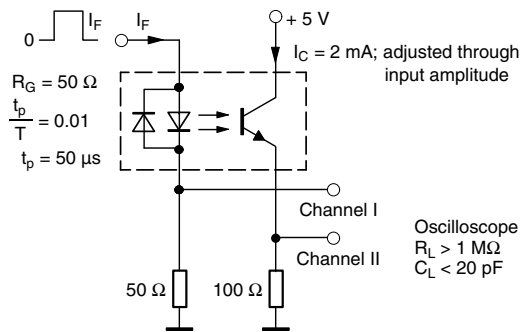 0
I_F
I_F
+ 5 V
I_C = 2 mA; adjusted through
input amplitude
R_G = 50 Ω
t_p
T
= 0.01
t_p = 50 μs
Channel I
Channel II
Oscilloscope
R_L > 1 MΩ
C_L < 20 pF
50 Ω
100 Ω